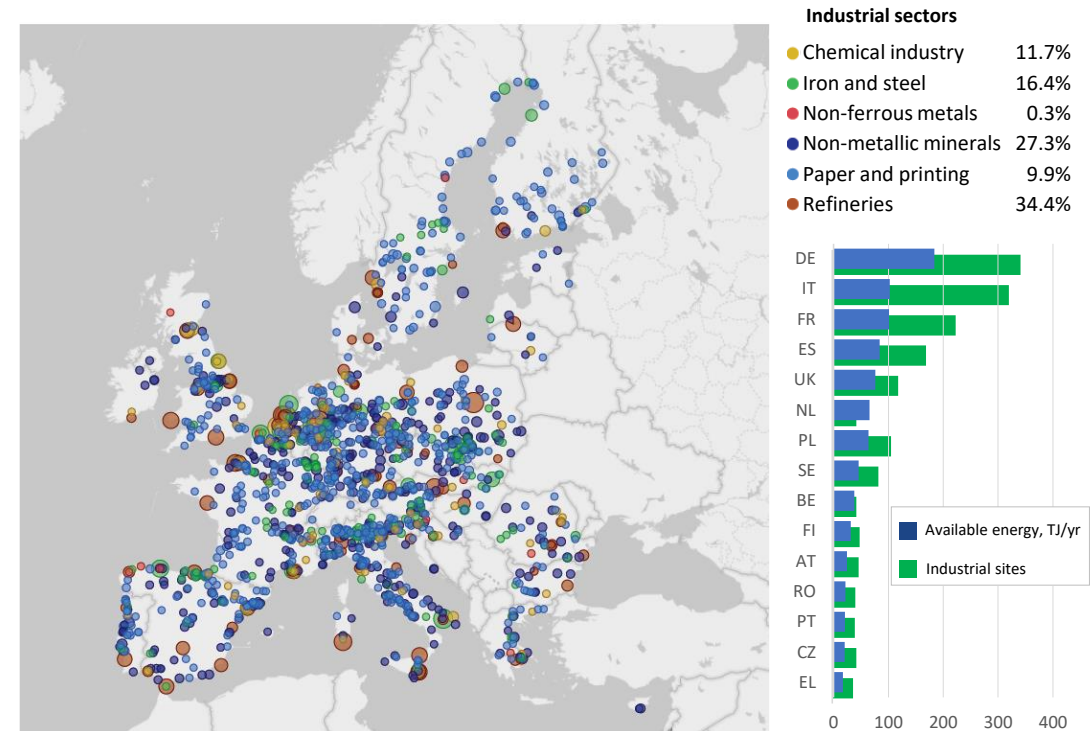 Industrial sectors
Chemical industry 11.7%
Iron and steel 16.4%
Non-ferrous metals 0.3%
Non-metallic minerals 27.3%
Paper and printing 9.9%
Refineries 34.4%
DE
IT
FR
ES
UK
NL
PL
SE
BE
FI
AT
RO
PT
CZ
EL
Available energy, TJ/yr
Industrial sites
0 100 200 300 400